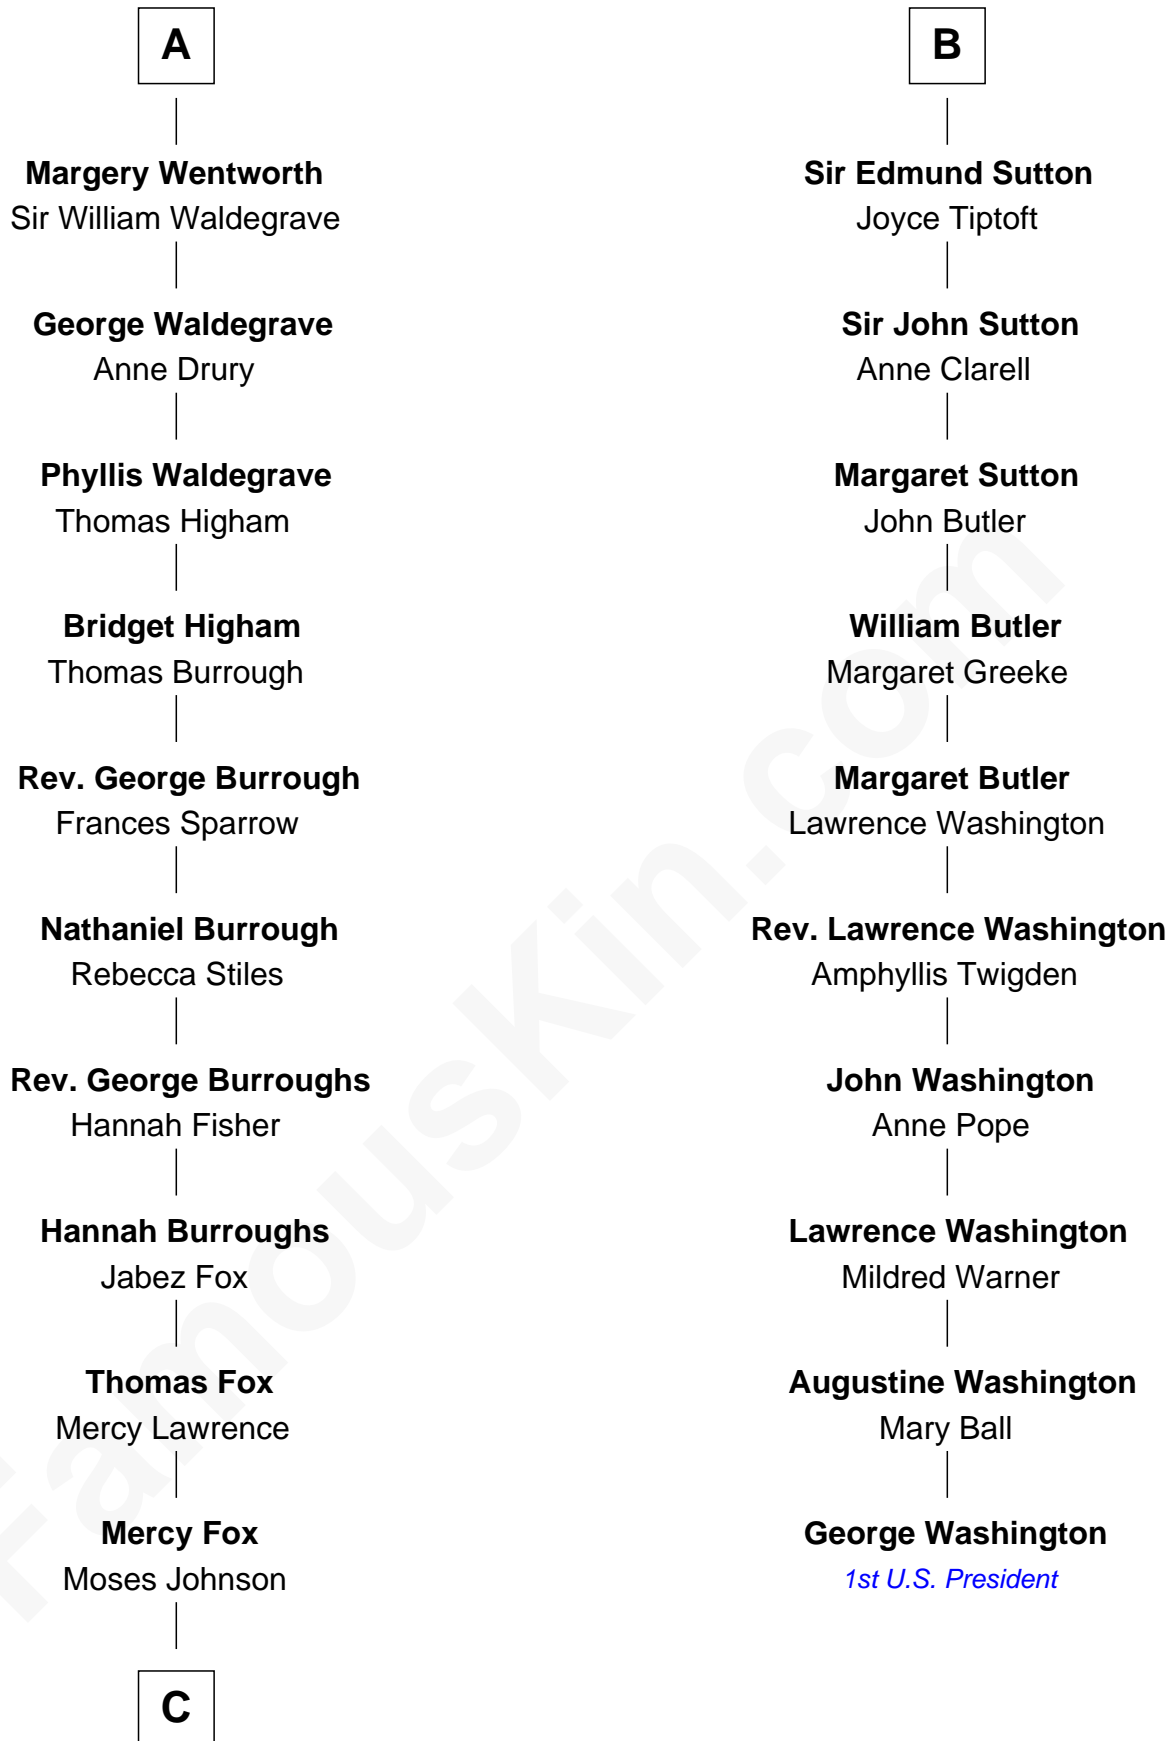 A
Margery Wentworth
Sir William Waldegrave
George Waldegrave
Anne Drury
Phyllis Waldegrave
Thomas Higham
Bridget Higham
Thomas Burrough
Rev. George Burrough
Frances Sparrow
Nathaniel Burrough
Rebecca Stiles
Rev. George Burroughs
Hannah Fisher
Hannah Burroughs
Jabez Fox
Thomas Fox
Mercy Lawrence
Mercy Fox
Moses Johnson
C
B
Sir Edmund Sutton
Joyce Tiptoft
Sir John Sutton
Anne Clarell
Margaret Sutton
John Butler
William Butler
Margaret Greeke
Margaret Butler
Lawrence Washington
Rev. Lawrence Washington
Amphyllis Twigden
John Washington
Anne Pope
Lawrence Washington
Mildred Warner
Augustine Washington
Mary Ball
George Washington
1st U.S. President
FamousKin.com